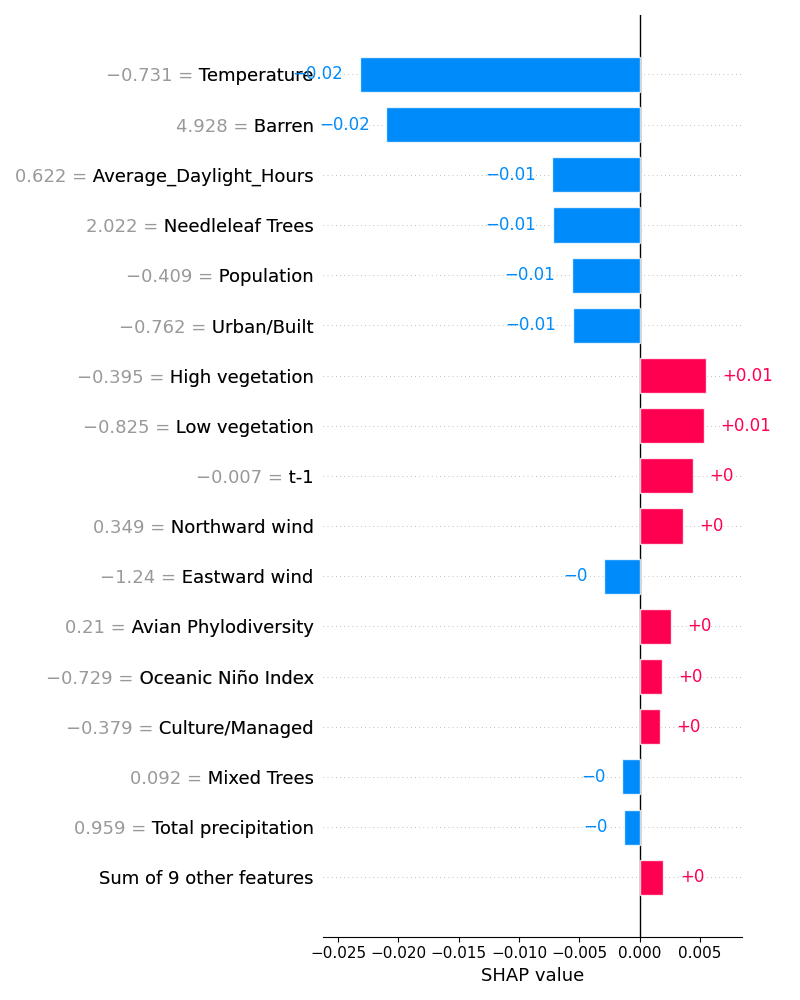 −0.731 = Temperature −0.02
4.928 = Barren −0.02
0.622 = Average_Daylight_Hours −0.01
2.022 = Needleleaf Trees −0.01
−0.409 = Population −0.01
−0.762 = Urban/Built −0.01
−0.395 = High vegetation +0.01
−0.825 = Low vegetation +0.01
−0.007 = t-1 +0
0.349 = Northward wind +0
−1.24 = Eastward wind −0
0.21 = Avian Phylodiversity +0
−0.729 = Oceanic Niño Index +0
−0.379 = Culture/Managed +0
0.092 = Mixed Trees −0
0.959 = Total precipitation −0
Sum of 9 other features +0
−0.025 −0.020 −0.015 −0.010 −0.005 0.000 0.005
SHAP value